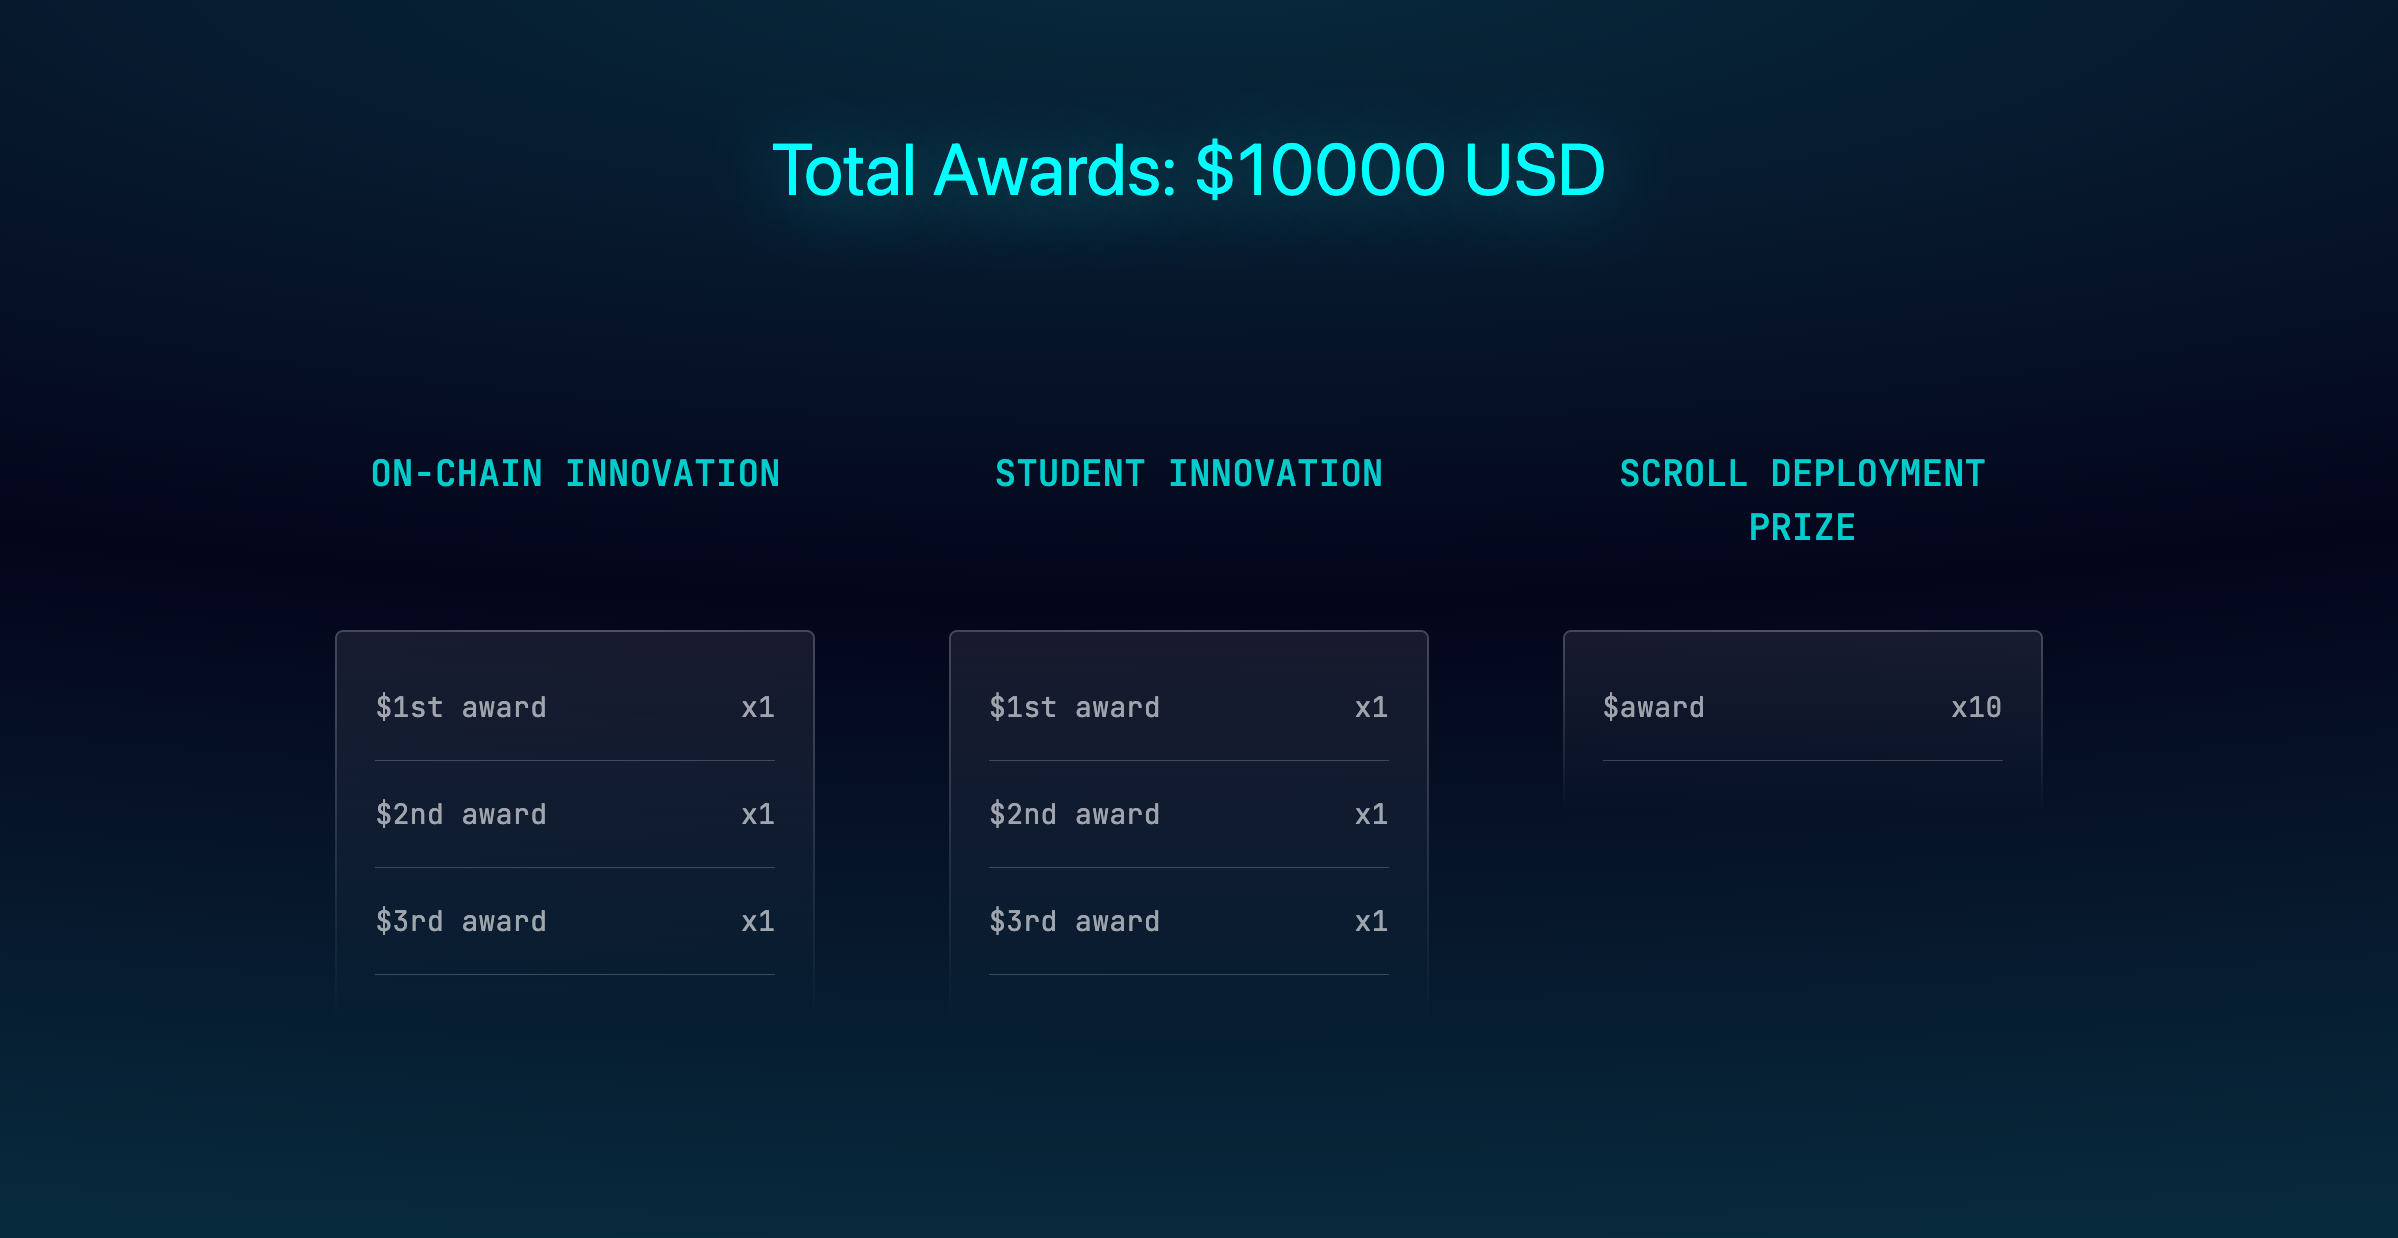 Total Awards: $10000 USD
ON-CHAIN INNOVATION
$1st award x1
$2nd award x1
$3rd award x1
STUDENT INNOVATION
$1st award x1
$2nd award x1
$3rd award x1
SCROLL DEPLOYMENT
PRIZE
$award x10